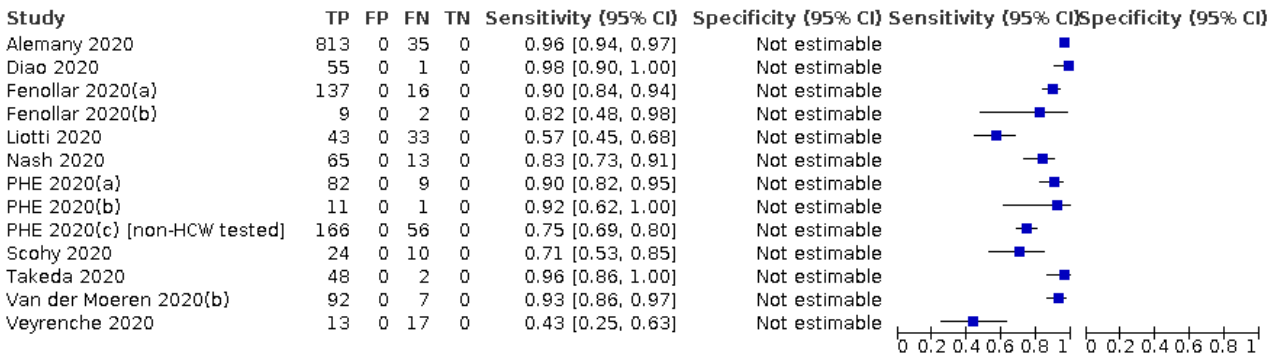 Study TP FP FN TN Sensitivity (95% CI) Specificity (95% CI) Sensitivity (95% CI) Specificity (95% CI)
Alemany 2020 813 0 35 0 0.96 [0.94, 0.97] Not estimable
Diao 2020 55 0 1 0 0.98 [0.90, 1.00] Not estimable
Fenollar 2020(a) 137 0 16 0 0.90 [0.84, 0.94] Not estimable
Fenollar 2020(b) 9 0 2 0 0.82 [0.48, 0.98] Not estimable
Liotti 2020 43 0 33 0 0.57 [0.45, 0.68] Not estimable
Nash 2020 65 0 13 0 0.83 [0.73, 0.91] Not estimable
PHE 2020(a) 82 0 9 0 0.90 [0.82, 0.95] Not estimable
PHE 2020(b) 11 0 1 0 0.92 [0.62, 1.00] Not estimable
PHE 2020(c) [non-HCW tested] 166 0 56 0 0.75 [0.69, 0.80] Not estimable
Scohy 2020 24 0 10 0 0.71 [0.53, 0.85] Not estimable
Takeda 2020 48 0 2 0 0.96 [0.86, 1.00] Not estimable
Van der Moeren 2020(b) 92 0 7 0 0.93 [0.86, 0.97] Not estimable
Veyrenche 2020 13 0 17 0 0.43 [0.25, 0.63] Not estimable
0 0.2 0.4 0.6 0.8 1 0 0.2 0.4 0.6 0.8 1